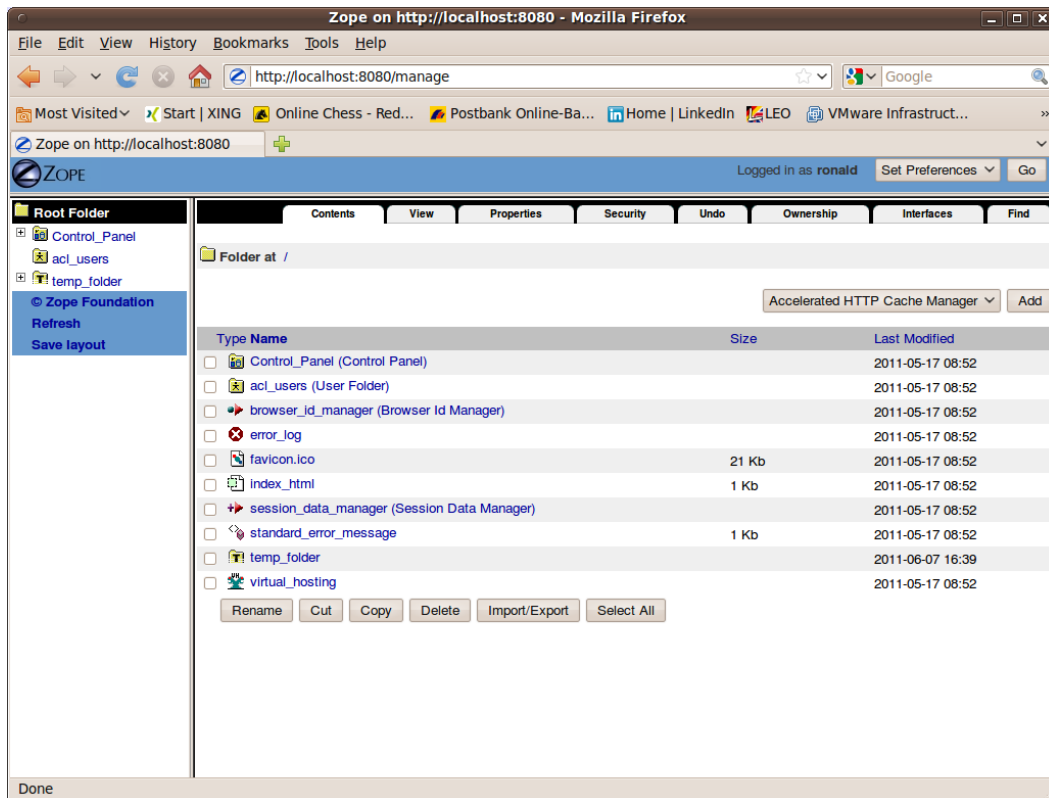 Zope on http://localhost:8080 - Mozilla Firefox
File Edit View History Bookmarks Tools Help
http://localhost:8080/manage Google
Most Visited Start | XING Online Chess - Red... Postbank Online-Ba... Home | LinkedIn LEO VMware Infrastruct... »
Zope on http://localhost:8080
ZOPE Logged in as ronald Set Preferences Go
Root Folder Contents View Properties Security Undo Ownership Interfaces Find
Control_Panel
acl_users
temp_folder
© Zope Foundation
Refresh
Save layout
Folder at /
Accelerated HTTP Cache Manager Add
Type Name Size Last Modified
Control_Panel (Control Panel) 2011-05-17 08:52
acl_users (User Folder) 2011-05-17 08:52
browser_id_manager (Browser Id Manager) 2011-05-17 08:52
error_log 2011-05-17 08:52
favicon.ico 21 Kb 2011-05-17 08:52
index_html 1 Kb 2011-05-17 08:52
session_data_manager (Session Data Manager) 2011-05-17 08:52
standard_error_message 1 Kb 2011-05-17 08:52
temp_folder 2011-06-07 16:39
virtual_hosting 2011-05-17 08:52
Rename Cut Copy Delete Import/Export Select All
Done